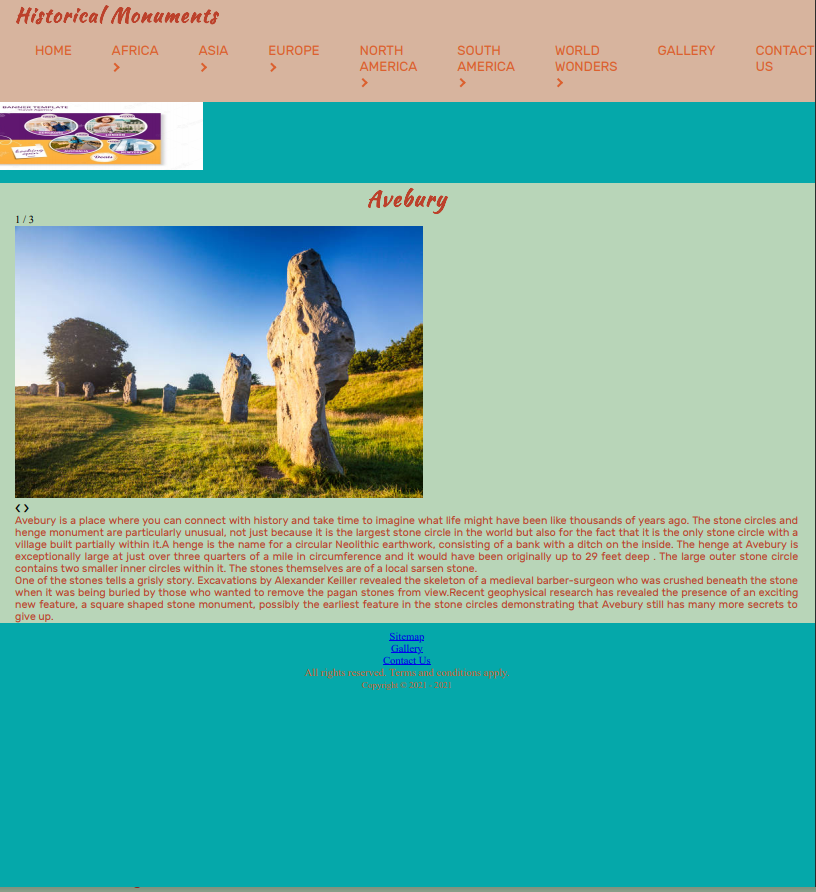 Historical Monuments
HOME AFRICA ASIA EUROPE NORTH AMERICA SOUTH AMERICA WORLD WONDERS GALLERY CONTACT US
BANNER TEMPLATE
Avebury
1 / 3
❮ ❯
Avebury is a place where you can connect with history and take time to imagine what life might have been like thousands of years ago. The stone circles and
henge monument are particularly unusual, not just because it is the largest stone circle in the world but also for the fact that it is the only stone circle with a
village built partially within it.A henge is the name for a circular Neolithic earthwork, consisting of a bank with a ditch on the inside. The henge at Avebury is
exceptionally large at just over three quarters of a mile in circumference and it would have been originally up to 29 feet deep . The large outer stone circle
contains two smaller inner circles within it. The stones themselves are of a local sarsen stone.
One of the stones tells a grisly story. Excavations by Alexander Keiller revealed the skeleton of a medieval barber-surgeon who was crushed beneath the stone
when it was being buried by those who wanted to remove the pagan stones from view.Recent geophysical research has revealed the presence of an exciting
new feature, a square shaped stone monument, possibly the earliest feature in the stone circles demonstrating that Avebury still has many more secrets to
give up.
Sitemap
Gallery
Contact Us
All rights reserved. Terms and conditions apply
Copyright © 2021 - 2021